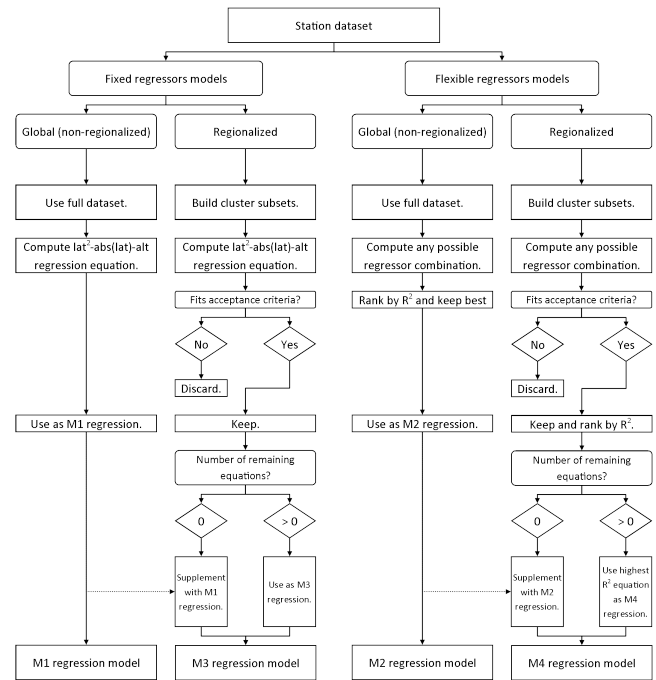 Station dataset
Fixed regressors models
Flexible regressors models
Global (non-regionalized)
Regionalized
Global (non-regionalized)
Regionalized
Use full dataset.
Build cluster subsets.
Use full dataset.
Build cluster subsets.
Compute lat²-abs(lat)-alt
regression equation.
Compute lat²-abs(lat)-alt
regression equation.
Compute any possible
regressor combination.
Compute any possible
regressor combination.
Fits acceptance criteria?
Rank by R² and keep best
Fits acceptance criteria?
No
Yes
No
Yes
Discard.
Discard.
Use as M1 regression.
Keep.
Use as M2 regression.
Keep and rank by R².
Number of remaining
equations?
Number of remaining
equations?
0
> 0
0
> 0
Supplement
with M1
regression.
Use as M3
regression.
Supplement
with M2
regression.
Use highest
R² equation
as M4
regression.
M1 regression model
M3 regression model
M2 regression model
M4 regression model